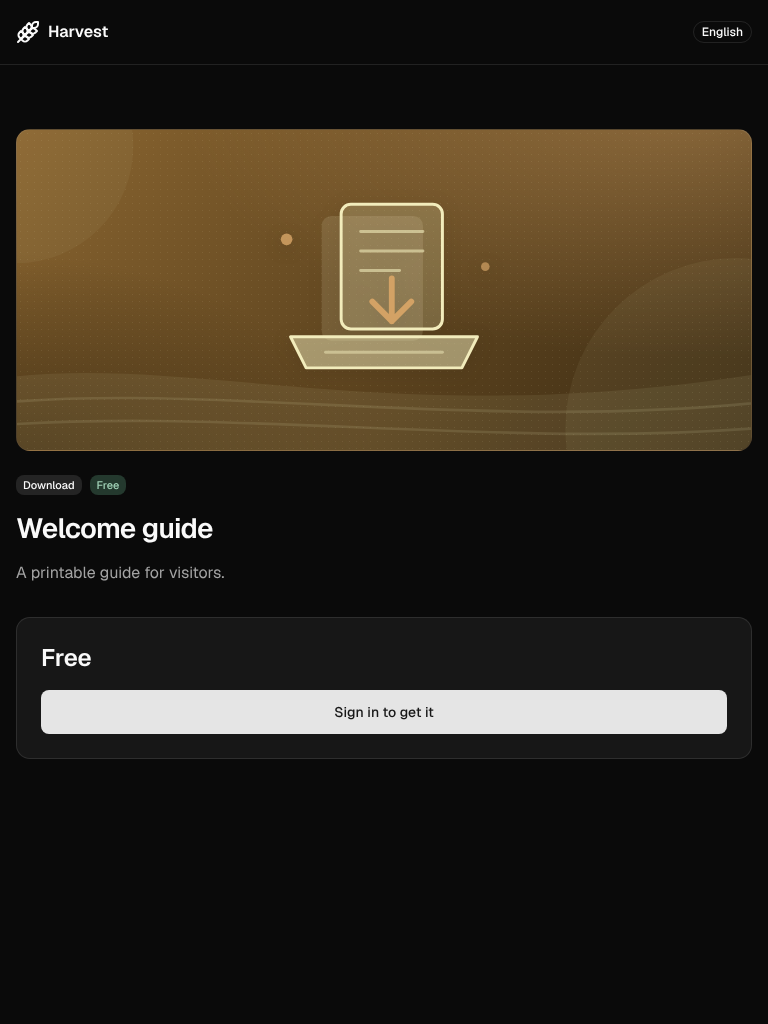 Harvest
English
Download
Free
Welcome guide
A printable guide for visitors.
Free
Sign in to get it